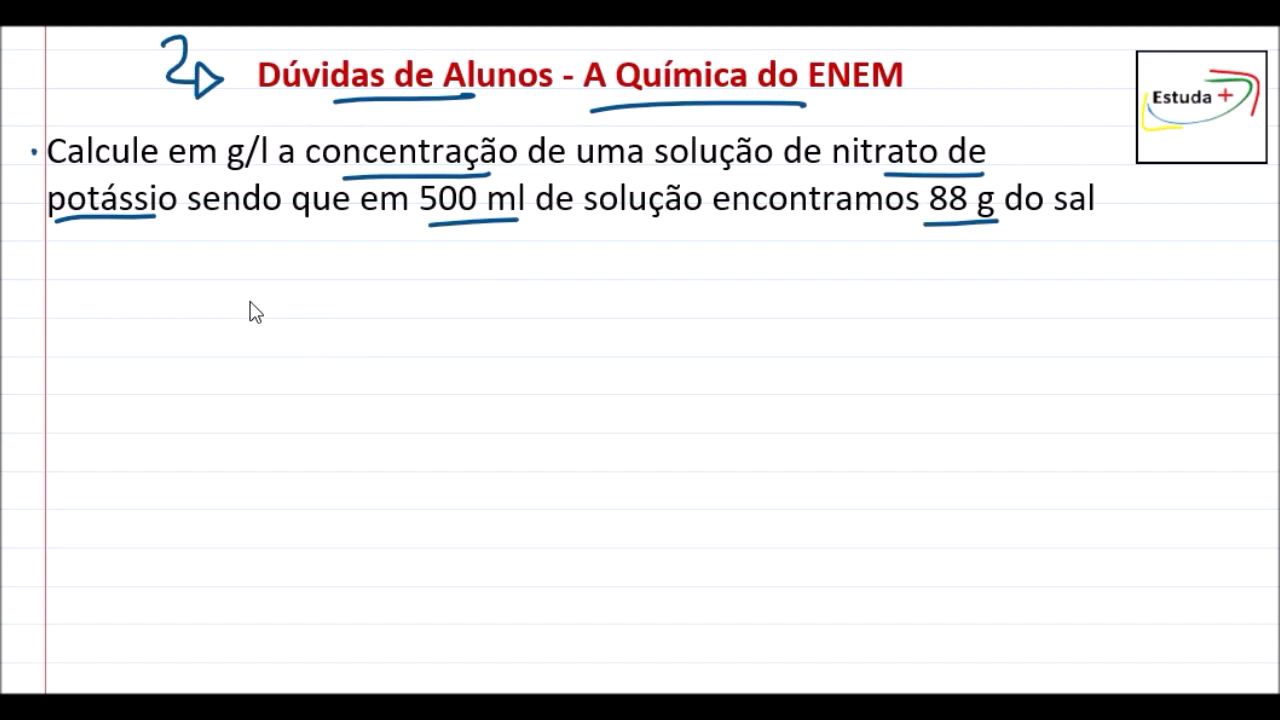 2 Dúvidas de Alunos - A Química do ENEM
Estuda +
• Calcule em g/l a concentração de uma solução de nitrato de
potássio sendo que em 500 ml de solução encontramos 88 g do sal